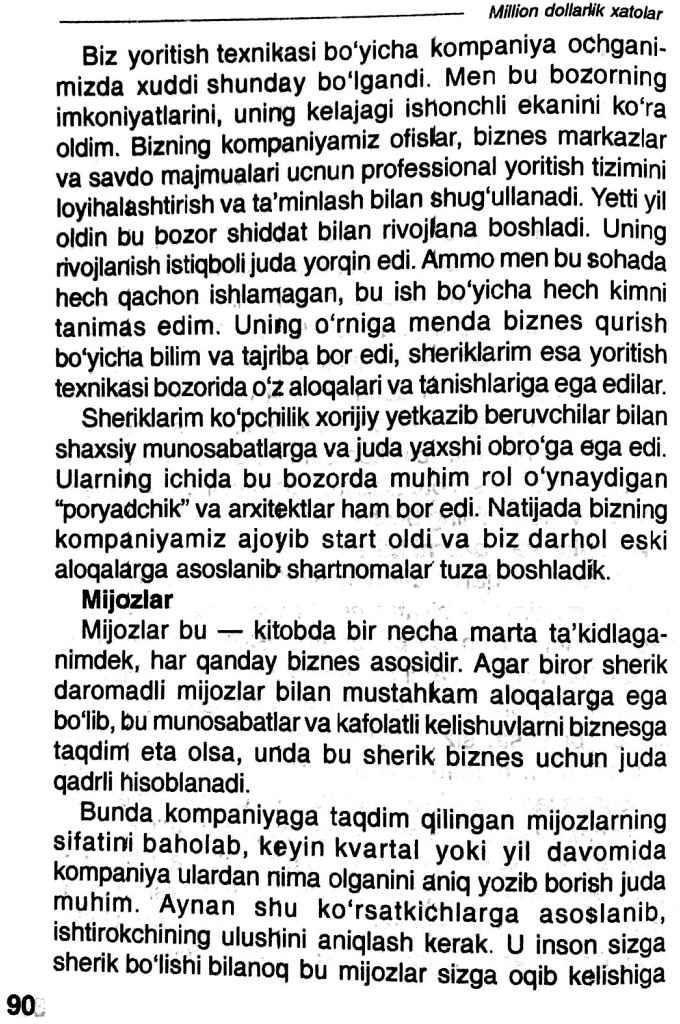 Million dollarlik xatolar
Biz yoritish texnikasi bo‘yicha kompaniya ochgani-
mizda xuddi shunday bo‘lgandi. Men bu bozorning
imkoniyatlarini, uning kelajagi ishonchli ekanini ko‘ra
oldim. Bizning kompaniyamiz ofislar, biznes markazlar
va savdo majmualari ucnun professional yoritish tizimini
loyihalashtirish va ta’minlash bilan shug‘ullanadi. Yetti yil
oldin bu bozor shiddat bilan rivojlana boshladi. Uning
rivojlanish istiqboli juda yorqin edi. Ammo men bu sohada
hech qachon ishlamagan, bu ish bo‘yicha hech kimni
tanimas edim. Uning o‘rniga menda biznes qurish
bo‘yicha bilim va tajriba bor edi, sheriklarim esa yoritish
texnikasi bozorida o‘z aloqalari va tanishlariga ega edilar.
Sheriklarim ko‘pchilik xorijiy yetkazib beruvchilar bilan
shaxsiy munosabatlarga va juda yaxshi obro‘ga ega edi.
Ularning ichida bu bozorda muhim rol o‘ynaydigan
“poryadchik” va arxitektlar ham bor edi. Natijada bizning
kompaniyamiz ajoyib start oldi va biz darhol eski
aloqalarga asoslanib shartnomalar tuza boshladik.
Mijozlar
Mijozlar bu — kitobda bir necha marta ta’kidlaga-
nimdek, har qanday biznes asosidir. Agar biror sherik
daromadli mijozlar bilan mustahkam aloqalarga ega
bo‘lib, bu munosabatlar va kafolatli kelishuvlarni biznesga
taqdim eta olsa, unda bu sherik biznes uchun juda
qadrli hisoblanadi.
Bunda kompaniyaga taqdim qilingan mijozlarning
sifatini baholab, keyin kvartal yoki yil davomida
kompaniya ulardan nima olganini aniq yozib borish juda
muhim. Aynan shu ko‘rsatkichlarga asoslanib,
ishtirokchining ulushini aniqlash kerak. U inson sizga
sherik bo‘lishi bilanoq bu mijozlar sizga oqib kelishiga
90